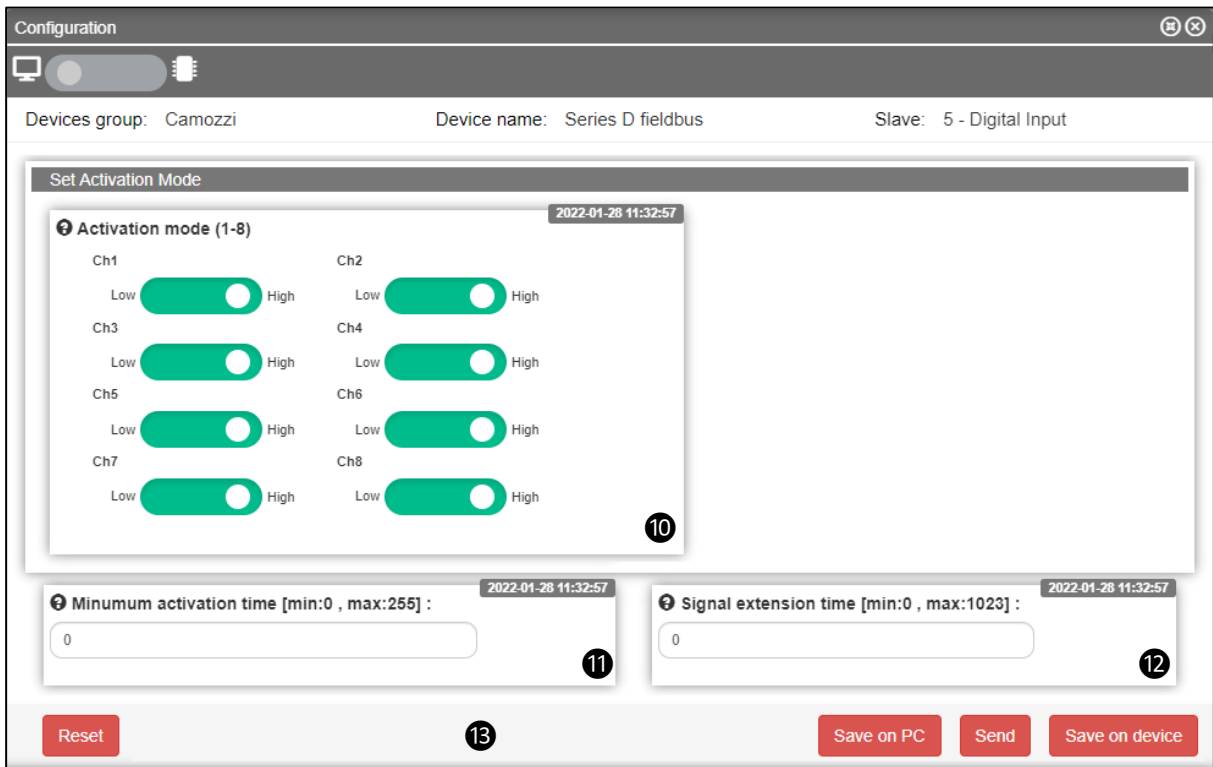 Configuration
Devices group: Camozzi Device name: Series D fieldbus Slave: 5 - Digital Input
Set Activation Mode
2022-01-28 11:32:57
Activation mode (1-8)
Ch1 Ch2
Low High Low High
Ch3 Ch4
Low High Low High
Ch5 Ch6
Low High Low High
Ch7 Ch8
Low High Low High
10
2022-01-28 11:32:57
Minumum activation time [min:0 , max:255] :
0
11
2022-01-28 11:32:57
Signal extension time [min:0 , max:1023] :
0
12
Reset 13 Save on PC Send Save on device